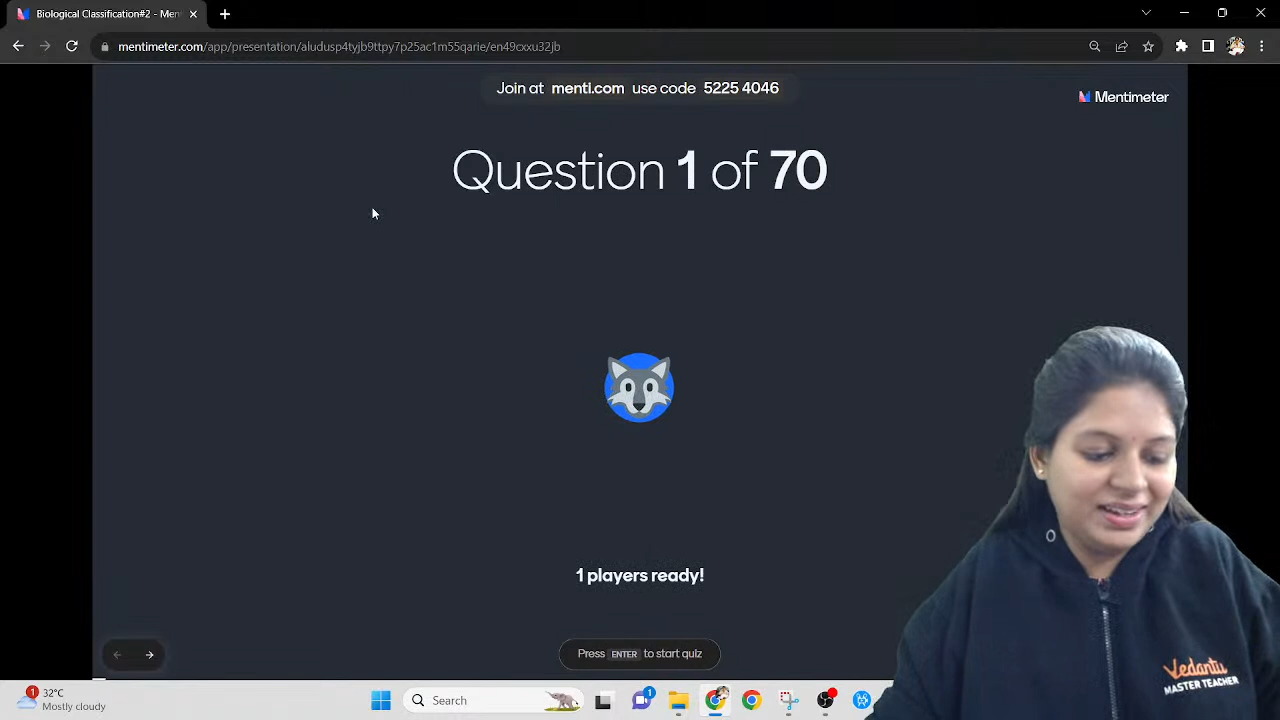 Biological Classification#2 - Men
mentimeter.com/app/presentation/aludusp4tyjb9ttpy7p25ac1m55qarie/en49cxxu32jb
Join at menti.com use code 5225 4046
Mentimeter
Question 1 of 70
1 players ready!
Press ENTER to start quiz
Vedantu
MASTER TEACHER
1
32°C
Mostly cloudy
Search
1